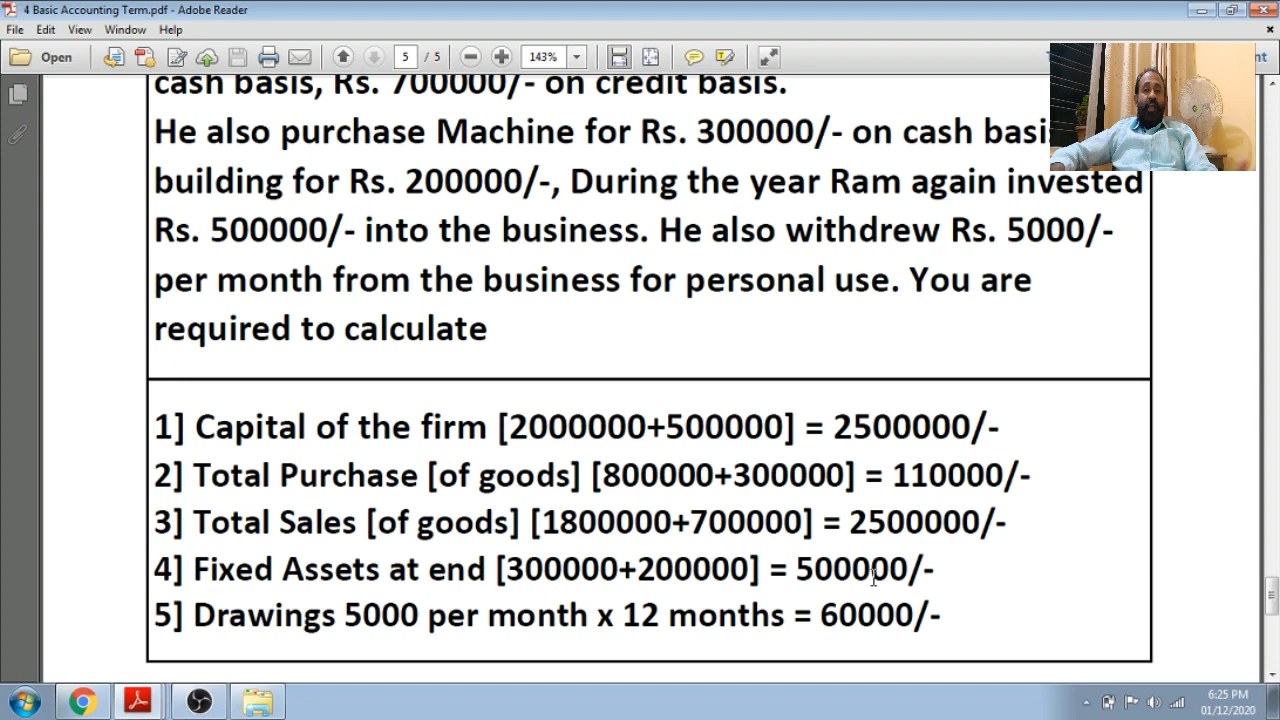 4 Basic Accounting Term.pdf - Adobe Reader
File Edit View Window Help
Open 5 / 5 143%
cash basis, Rs. 700000/- on credit basis.
He also purchase Machine for Rs. 300000/- on cash basi
building for Rs. 200000/-, During the year Ram again invested
Rs. 500000/- into the business. He also withdrew Rs. 5000/-
per month from the business for personal use. You are
required to calculate
1] Capital of the firm [2000000+500000] = 2500000/-
2] Total Purchase [of goods] [800000+300000] = 110000/-
3] Total Sales [of goods] [1800000+700000] = 2500000/-
4] Fixed Assets at end [300000+200000] = 500000/-
5] Drawings 5000 per month x 12 months = 60000/-
6:25 PM
01/12/2020